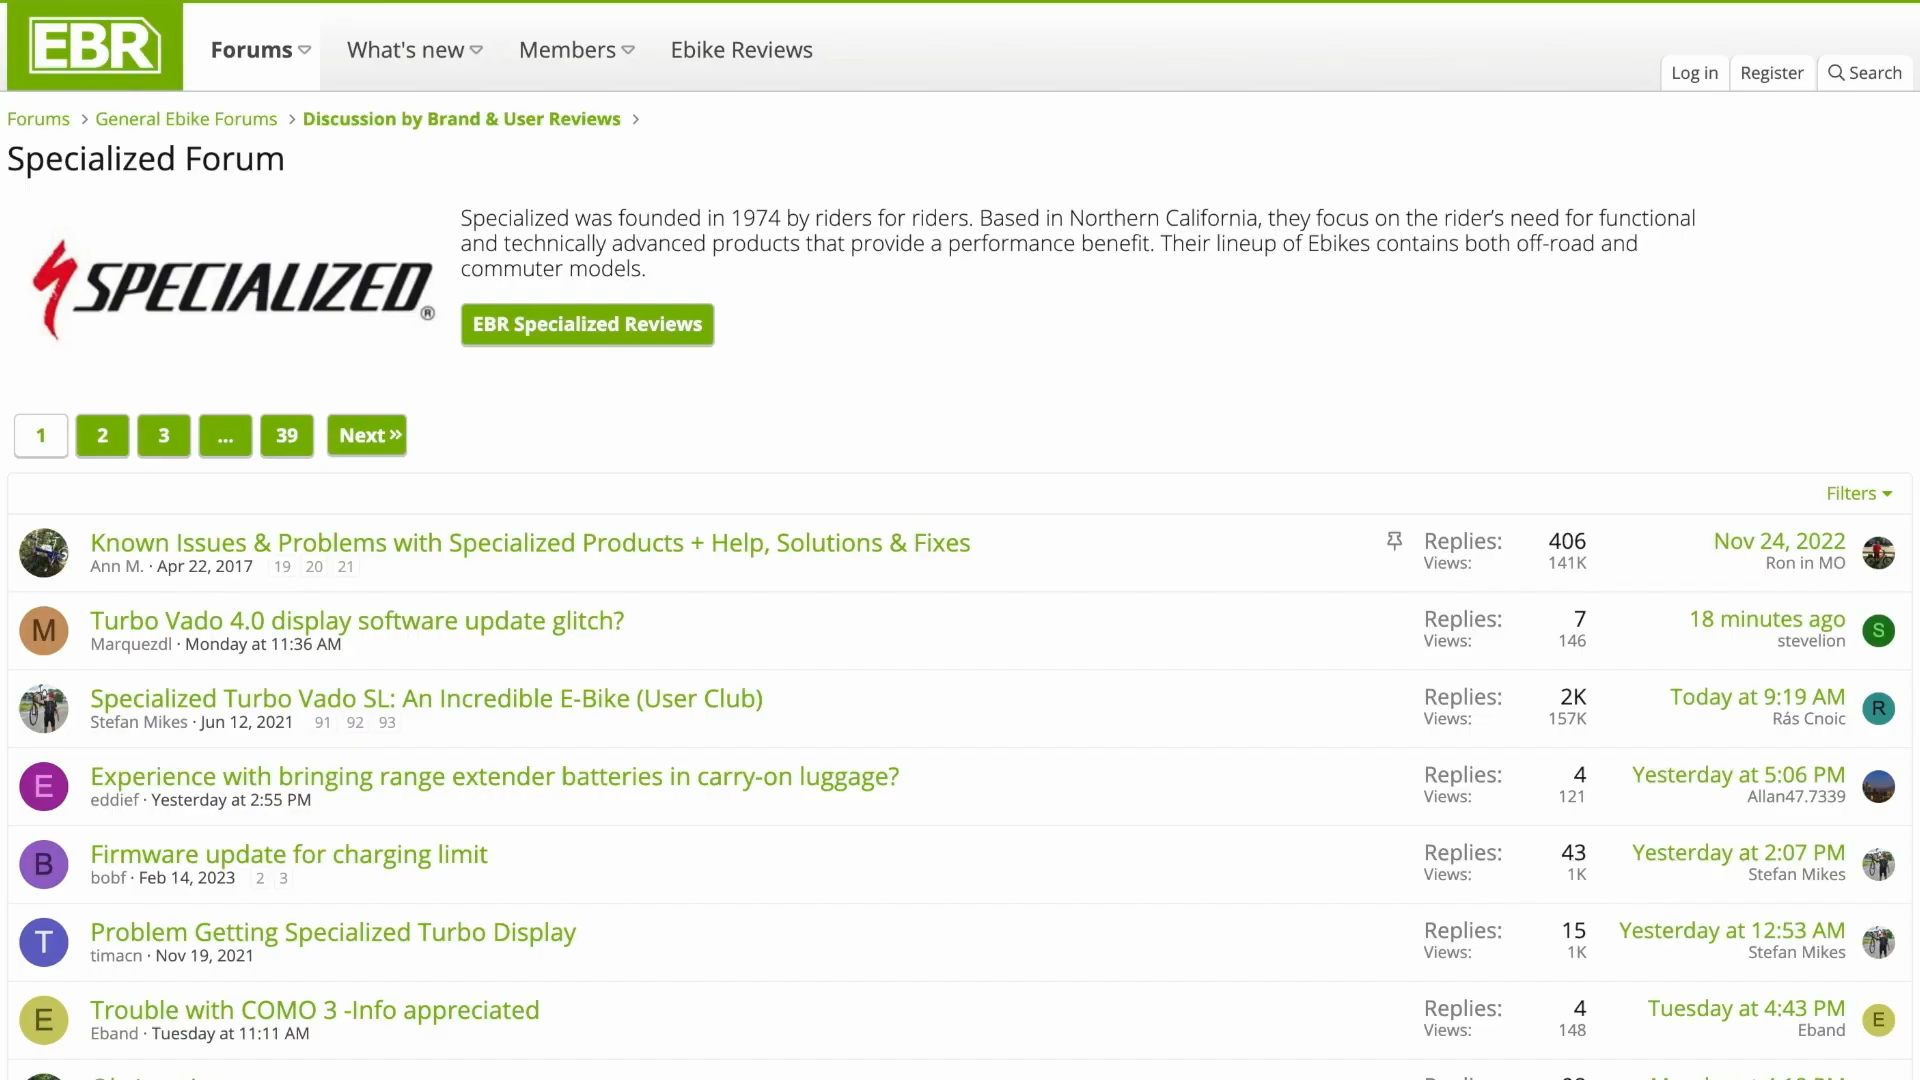 EBR
Forums
What's new
Members
Ebike Reviews
Log in
Register
Search
Forums > General Ebike Forums > Discussion by Brand & User Reviews >
Specialized Forum
SPECIALIZED®
Specialized was founded in 1974 by riders for riders. Based in Northern California, they focus on the rider's need for functional
and technically advanced products that provide a performance benefit. Their lineup of Ebikes contains both off-road and
commuter models.
EBR Specialized Reviews
1 2 3 ... 39 Next »
Filters
Known Issues & Problems with Specialized Products + Help, Solutions & Fixes
Ann M. · Apr 22, 2017 19 20 21
Replies: 406
Views: 141K
Nov 24, 2022
Ron in MO
M
Turbo Vado 4.0 display software update glitch?
Marquezdl · Monday at 11:36 AM
Replies: 7
Views: 146
18 minutes ago
stevelion
S
Specialized Turbo Vado SL: An Incredible E-Bike (User Club)
Stefan Mikes · Jun 12, 2021 91 92 93
Replies: 2K
Views: 157K
Today at 9:19 AM
Rás Cnoic
R
E
Experience with bringing range extender batteries in carry-on luggage?
eddief · Yesterday at 2:55 PM
Replies: 4
Views: 121
Yesterday at 5:06 PM
Allan47.7339
B
Firmware update for charging limit
bobf · Feb 14, 2023 2 3
Replies: 43
Views: 1K
Yesterday at 2:07 PM
Stefan Mikes
T
Problem Getting Specialized Turbo Display
timacn · Nov 19, 2021
Replies: 15
Views: 1K
Yesterday at 12:53 AM
Stefan Mikes
E
Trouble with COMO 3 -Info appreciated
Eband · Tuesday at 11:11 AM
Replies: 4
Views: 148
Tuesday at 4:43 PM
Eband
E